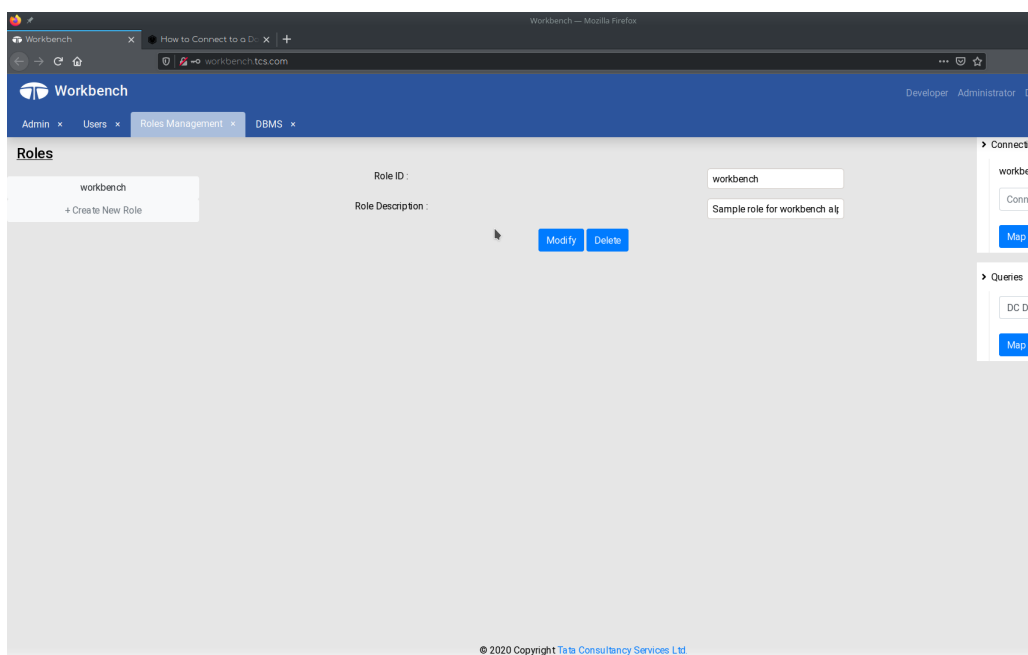 Workbench — Mozilla Firefox
Workbench
How to Connect to a Do
workbench.tcs.com
Workbench
Developer Administrator
Admin × Users × Roles Management × DBMS ×
Roles
workbench
+ Create New Role
Role ID :
workbench
Role Description :
Sample role for workbench
Modify Delete
Connecti
workbe
Conn
Map
Queries
DC D
Map
© 2020 Copyright Tata Consultancy Services Ltd.